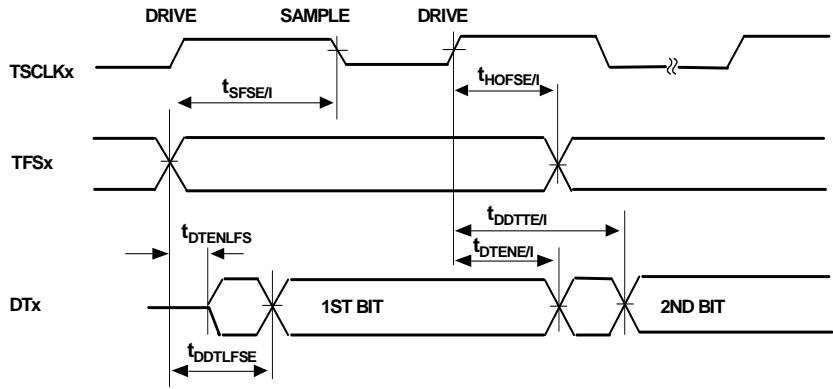 DRIVE SAMPLE DRIVE
TSCLKx
tSFSE/I tHOFSE/I
TFSx
tDDTTE/I
tDTENLFS tDTENE/I
DTx 1ST BIT 2ND BIT
tDDTLFSE